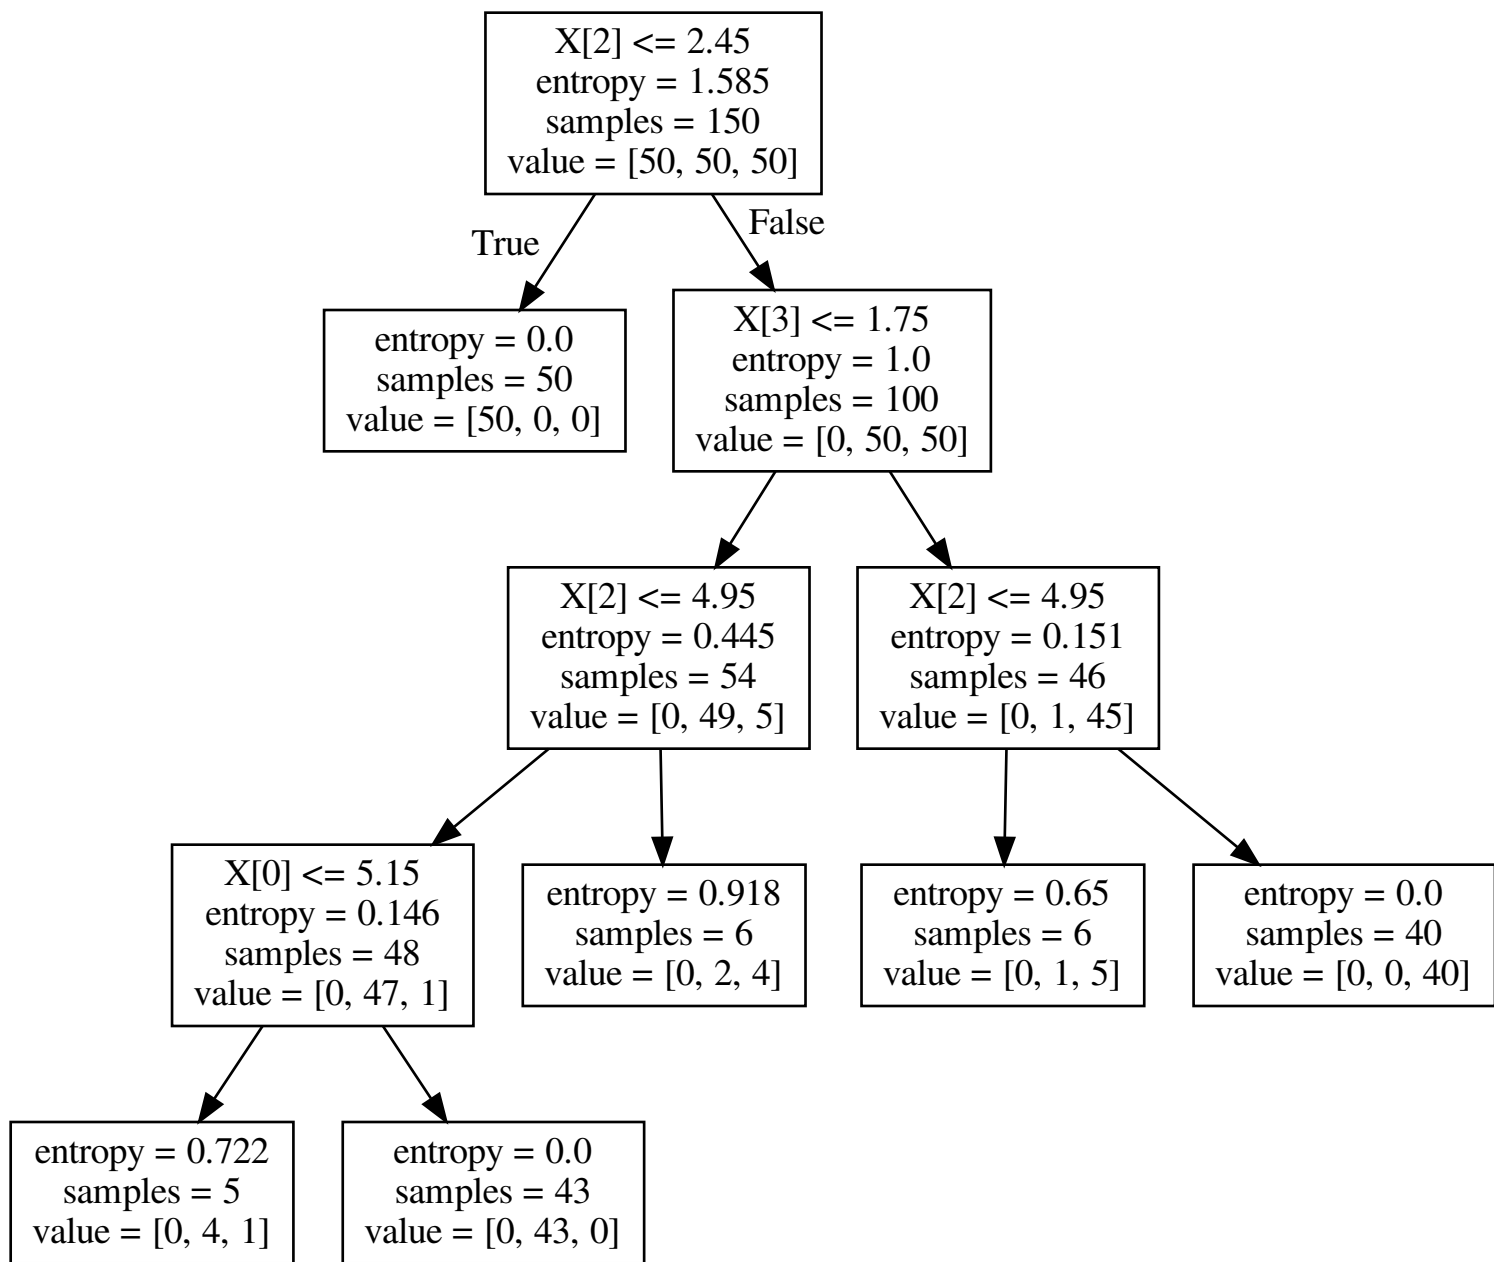 X[2] <= 2.45
entropy = 1.585
samples = 150
value = [50, 50, 50]
True
False
entropy = 0.0
samples = 50
value = [50, 0, 0]
X[3] <= 1.75
entropy = 1.0
samples = 100
value = [0, 50, 50]
X[2] <= 4.95
entropy = 0.445
samples = 54
value = [0, 49, 5]
X[2] <= 4.95
entropy = 0.151
samples = 46
value = [0, 1, 45]
X[0] <= 5.15
entropy = 0.146
samples = 48
value = [0, 47, 1]
entropy = 0.918
samples = 6
value = [0, 2, 4]
entropy = 0.65
samples = 6
value = [0, 1, 5]
entropy = 0.0
samples = 40
value = [0, 0, 40]
entropy = 0.722
samples = 5
value = [0, 4, 1]
entropy = 0.0
samples = 43
value = [0, 43, 0]